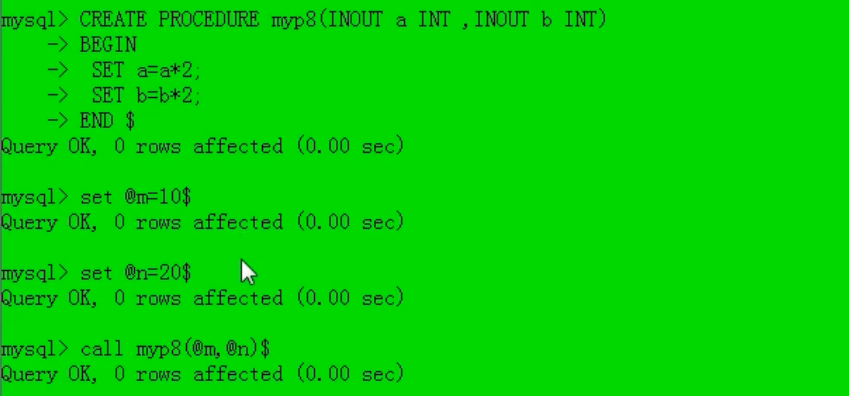 mysql> CREATE PROCEDURE myp8(INOUT a INT ,INOUT b INT)
-> BEGIN
-> SET a=a*2;
-> SET b=b*2;
-> END $
Query OK, 0 rows affected (0.00 sec)
mysql> set @m=10$
Query OK, 0 rows affected (0.00 sec)
mysql> set @n=20$
Query OK, 0 rows affected (0.00 sec)
mysql> call myp8(@m,@n)$
Query OK, 0 rows affected (0.00 sec)